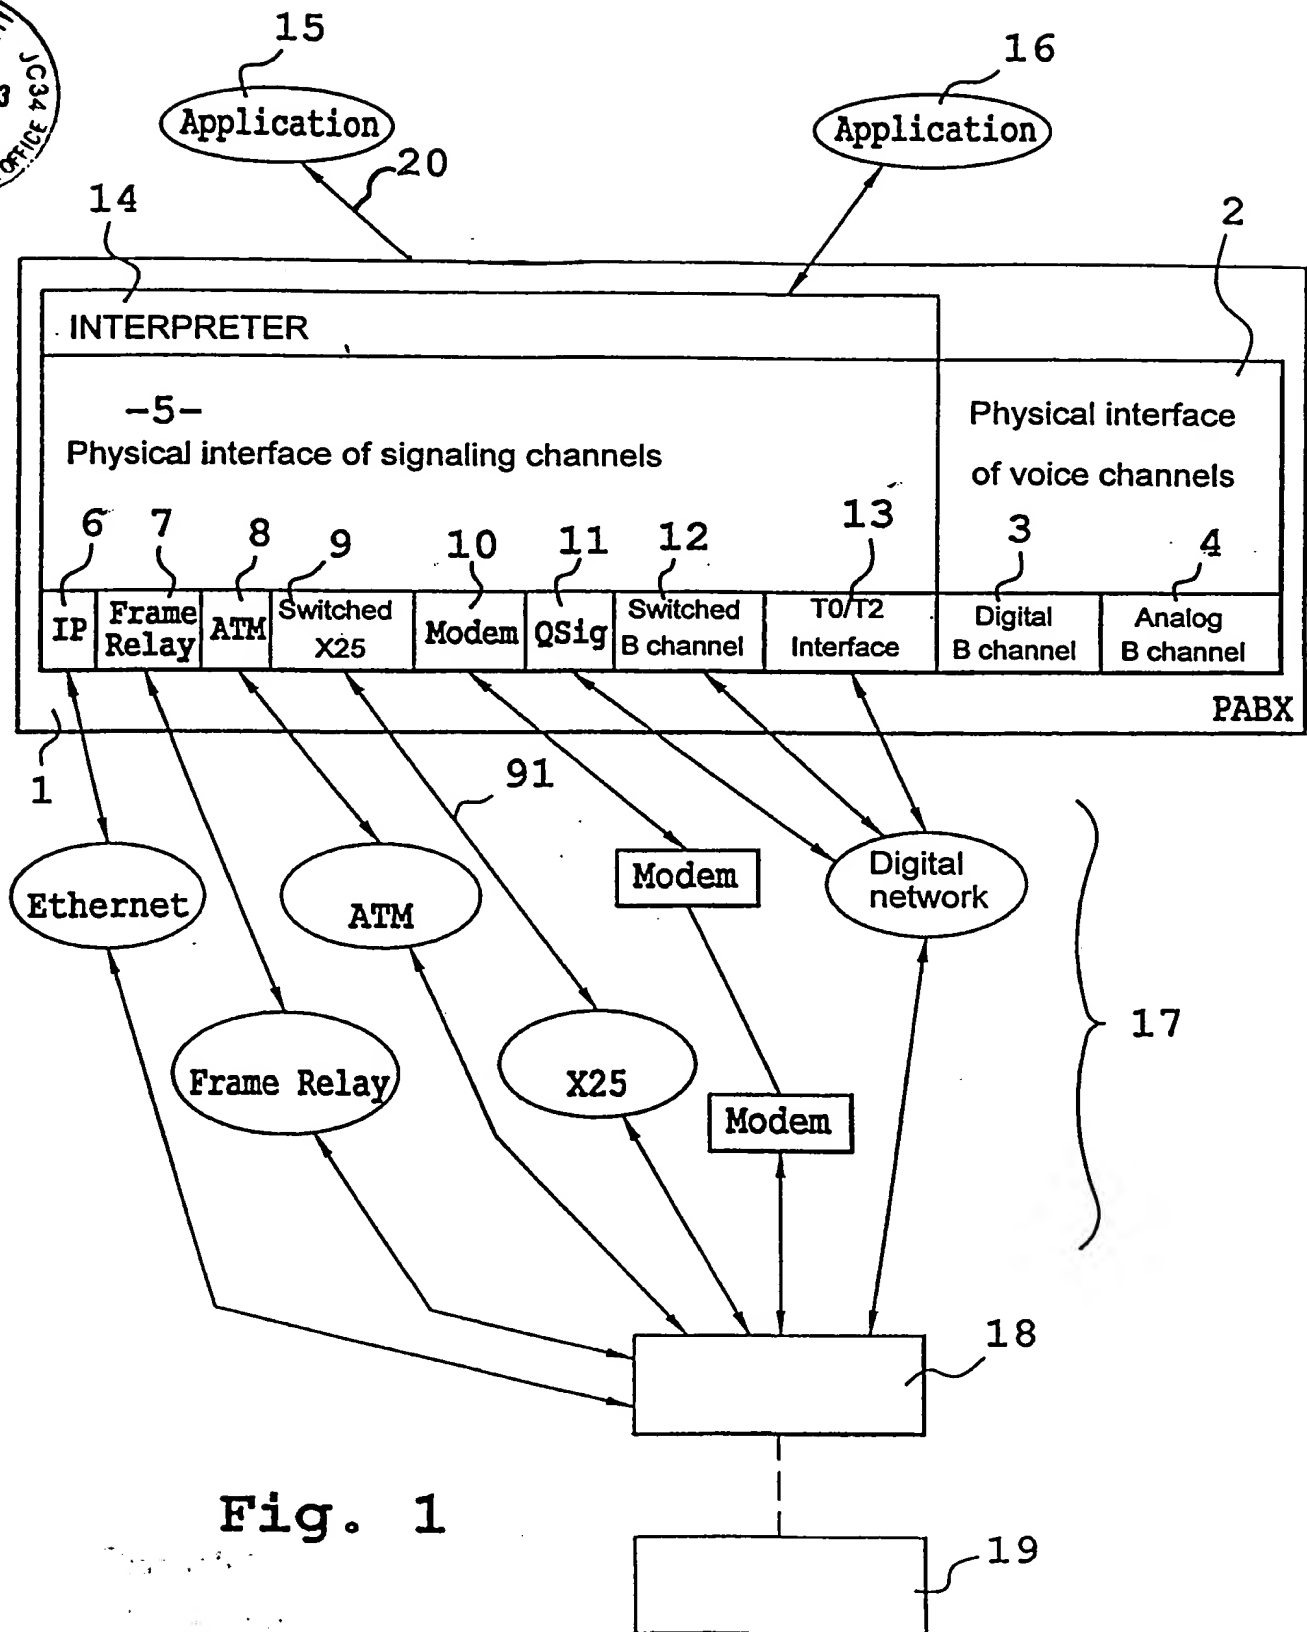 JC34
OFFICE
3
15
16
Application
Application
20
14
2
INTERPRETER
-5-
Physical interface of signaling channels
Physical interface
of voice channels
6
7
8
9
10
11
12
13
3
4
IP
Frame
Relay
ATM
Switched
X25
Modem
QSig
Switched
B channel
T0/T2
Interface
Digital
B channel
Analog
B channel
PABX
1
91
Ethernet
ATM
Modem
Digital
network
17
Frame Relay
X25
Modem
18
Fig. 1
19